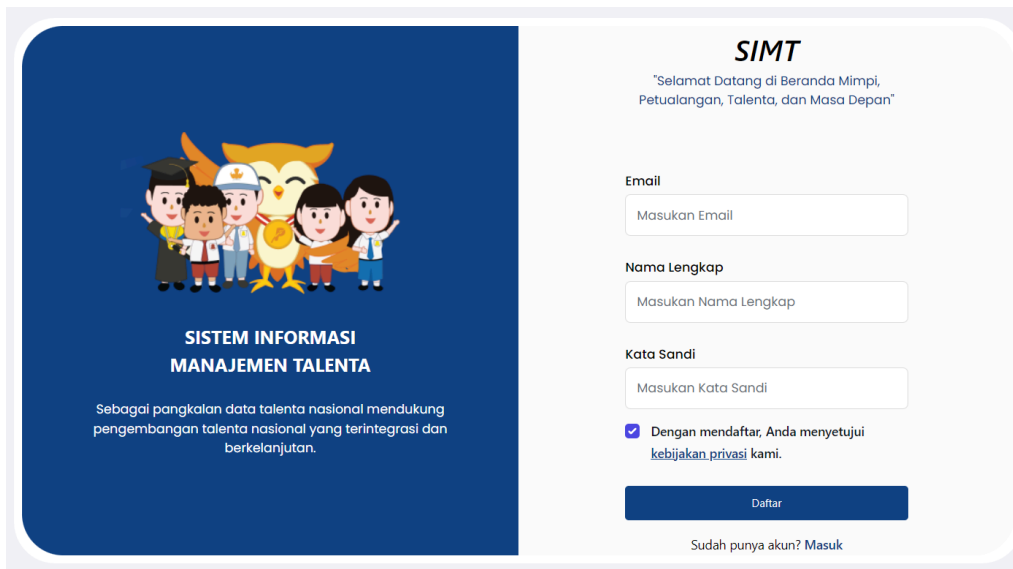 SISTEM INFORMASI
MANAJEMEN TALENTA
Sebagai pangkalan data talenta nasional mendukung
pengembangan talenta nasional yang terintegrasi dan
berkelanjutan.
SIMT
"Selamat Datang di Beranda Mimpi,
Petualangan, Talenta, dan Masa Depan"
Email
Masukan Email
Nama Lengkap
Masukan Nama Lengkap
Kata Sandi
Masukan Kata Sandi
Dengan mendaftar, Anda menyetujui
kebijakan privasi kami.
Daftar
Sudah punya akun? Masuk